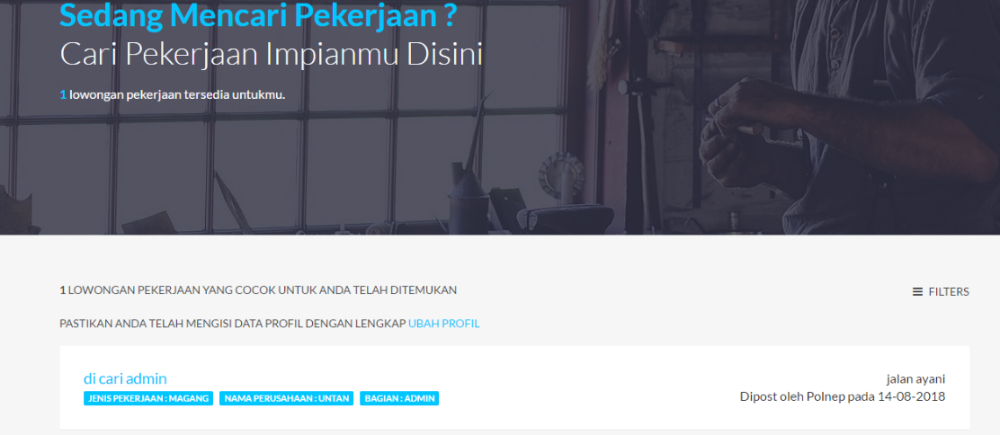 Sedang Mencari Pekerjaan ?
Cari Pekerjaan Impianmu Disini
1 lowongan pekerjaan tersedia untukmu.
1 LOWONGAN PEKERJAAN YANG COCOK UNTUK ANDA TELAH DITEMUKAN
FILTERS
PASTIKAN ANDA TELAH MENGISI DATA PROFIL DENGAN LENGKAP UBAH PROFIL
di cari admin
jalan ayani
JENIS PEKERJAAN : MAGANG NAMA PERUSAHAAN : UNTAN BAGIAN : ADMIN
Dipost oleh Polnep pada 14-08-2018